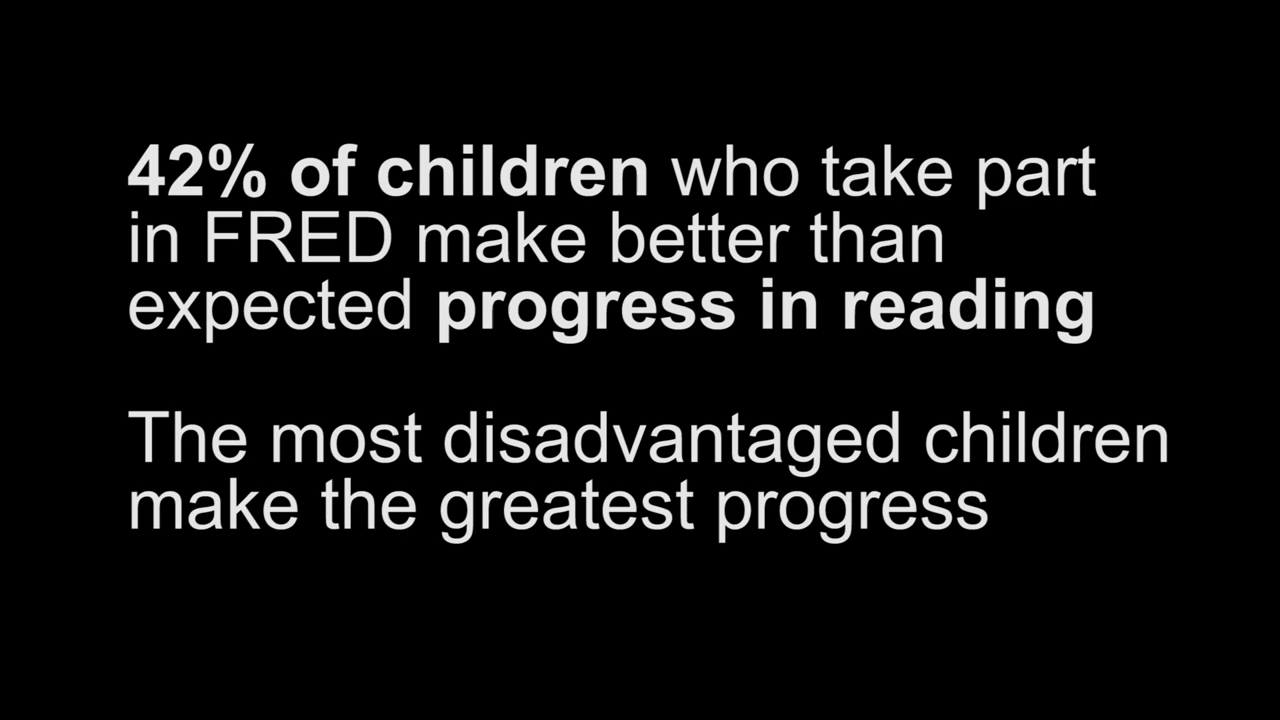 42% of children who take part
in FRED make better than
expected progress in reading
The most disadvantaged children
make the greatest progress